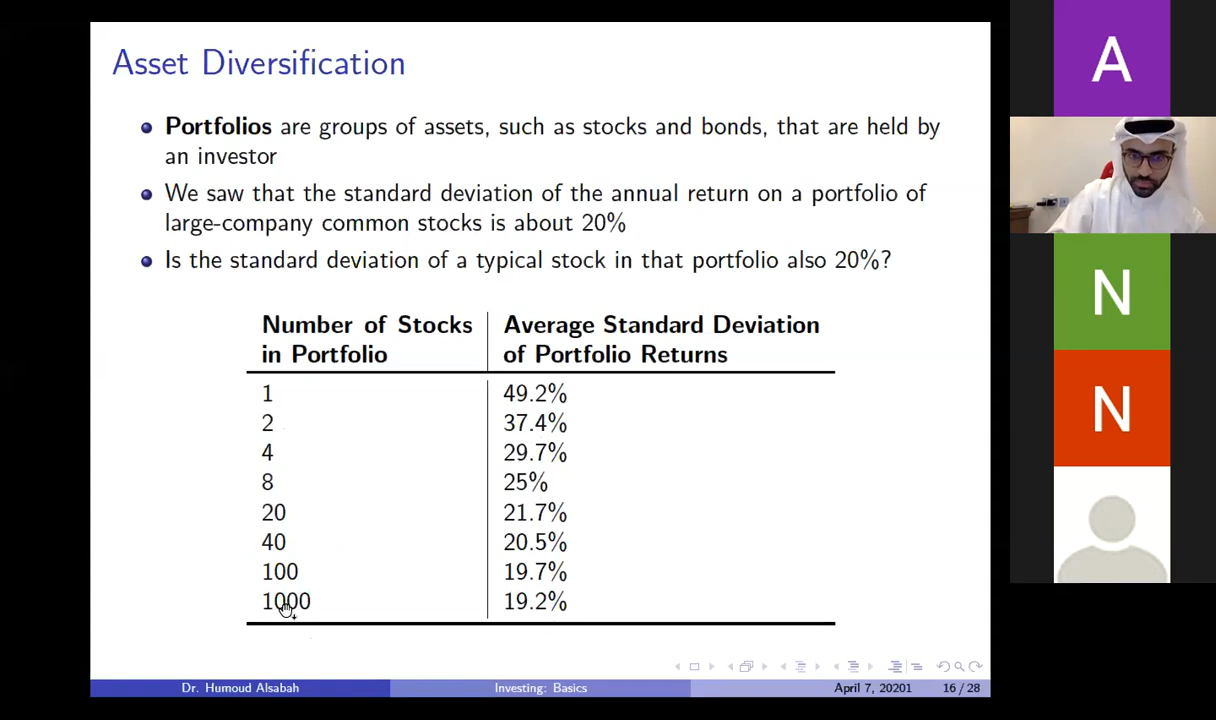 Asset Diversification
Portfolios are groups of assets, such as stocks and bonds, that are held by
an investor
We saw that the standard deviation of the annual return on a portfolio of
large-company common stocks is about 20%
Is the standard deviation of a typical stock in that portfolio also 20%?
Number of Stocks
in Portfolio
Average Standard Deviation
of Portfolio Returns
1 49.2%
2 37.4%
4 29.7%
8 25%
20 21.7%
40 20.5%
100 19.7%
1000 19.2%
Dr. Humoud Alsabah Investing: Basics April 7, 20201 16 / 28
A
N
N